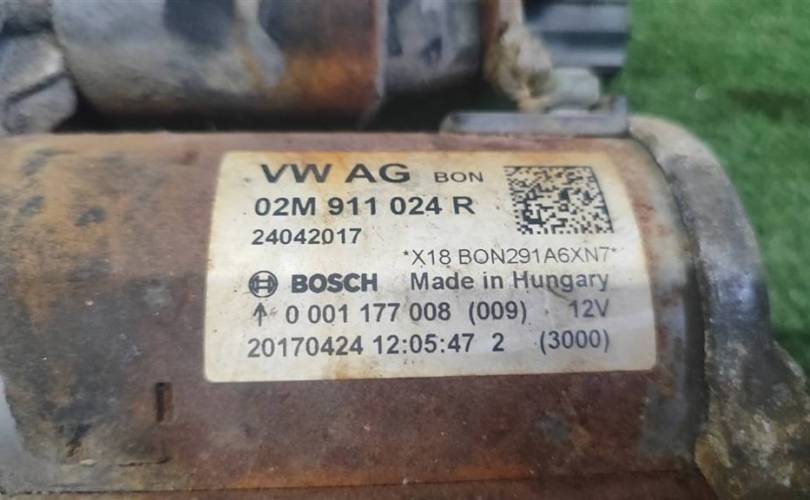 VW AG BON
02M 911 024 R
24042017
*X18 BON291A6XN7*
BOSCH Made in Hungary
↑ 0 001 177 008 (009) 12V
20170424 12:05:47 2 (3000)